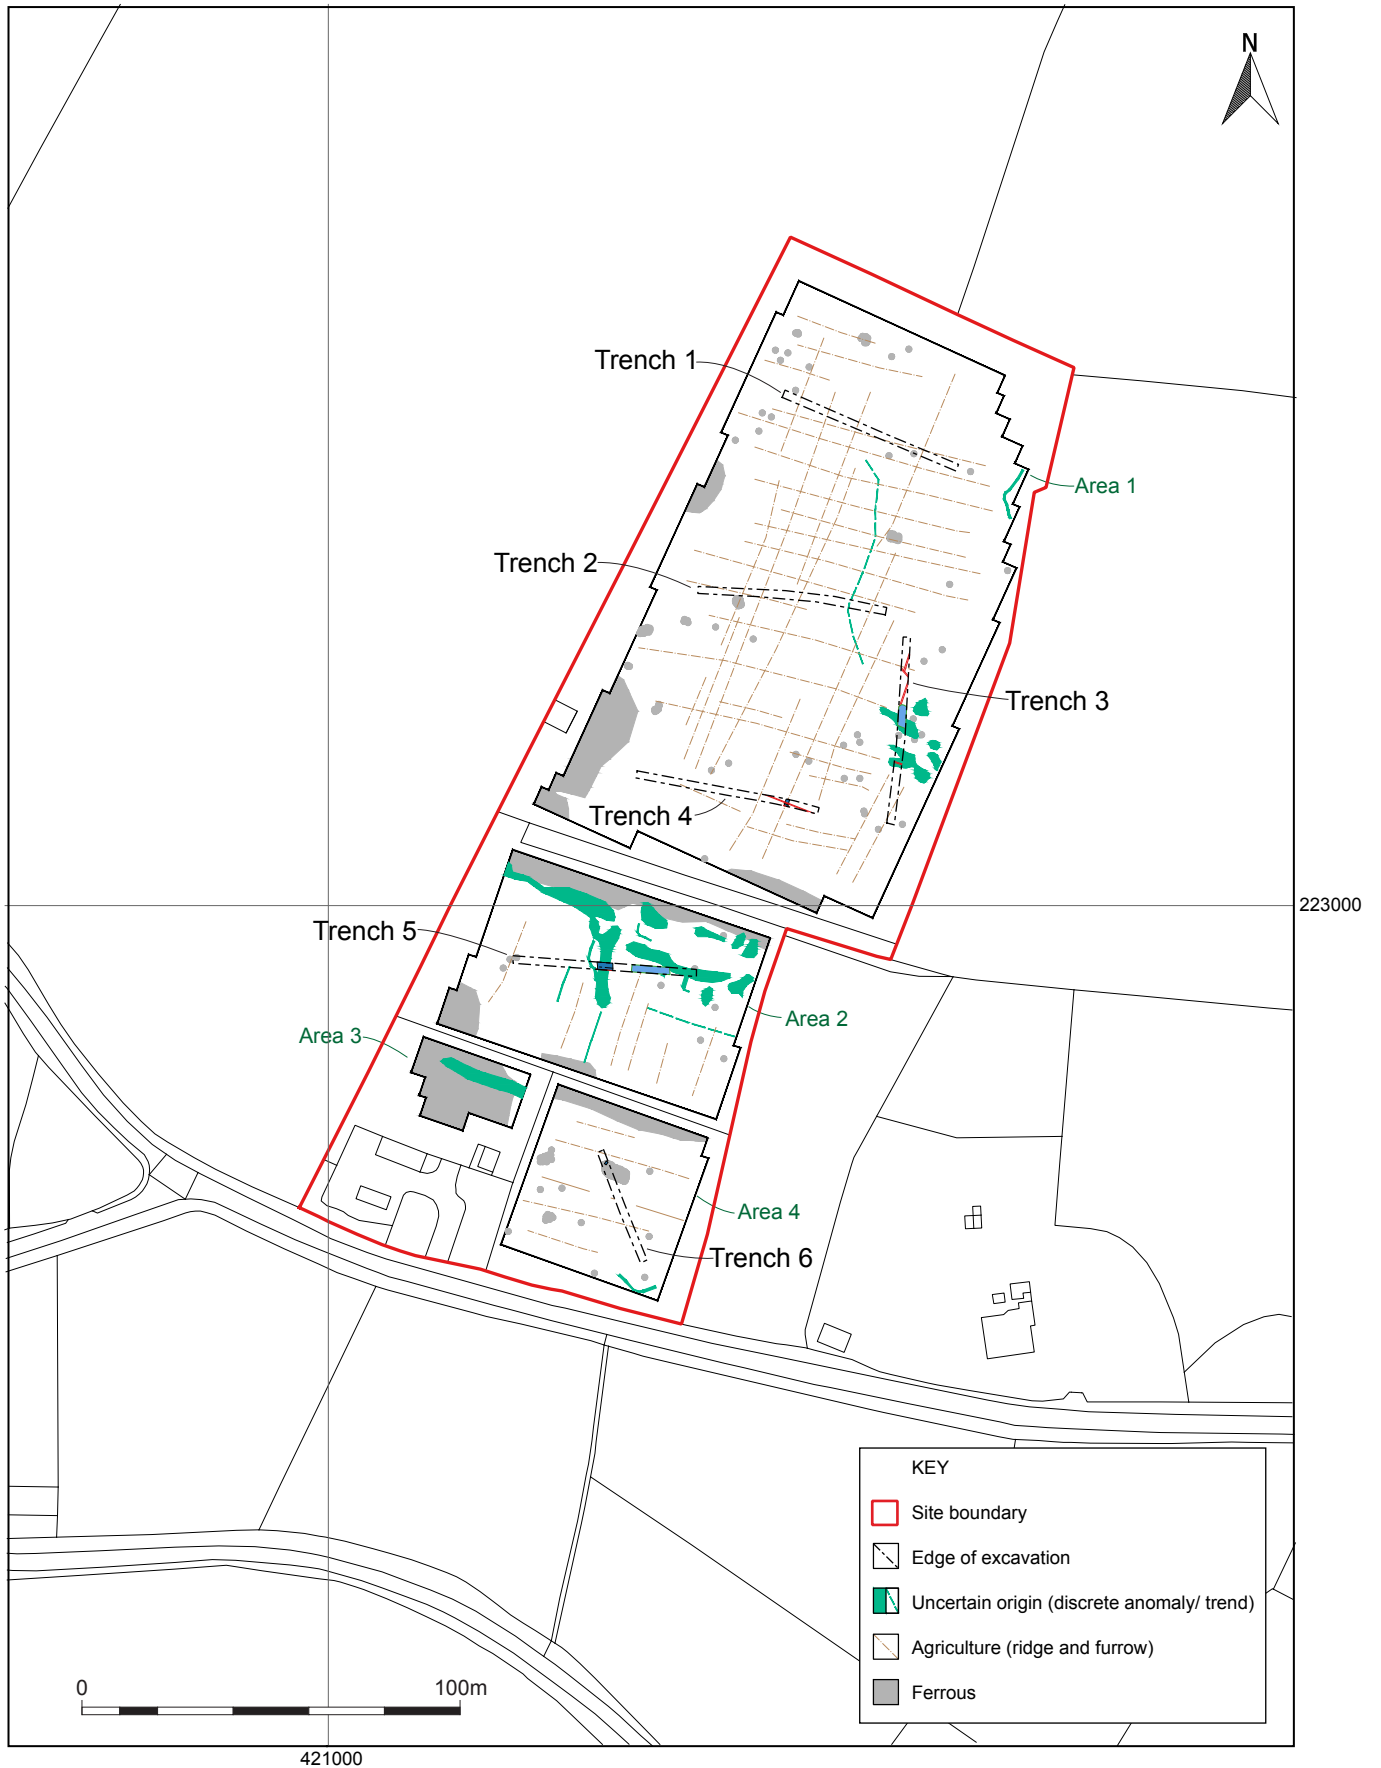 N
Trench 1
Area 1
Trench 2
Trench 3
Trench 4
223000
Trench 5
Area 2
Area 3
Area 4
Trench 6
KEY
Site boundary
Edge of excavation
Uncertain origin (discrete anomaly/ trend)
Agriculture (ridge and furrow)
Ferrous
0 100m
421000